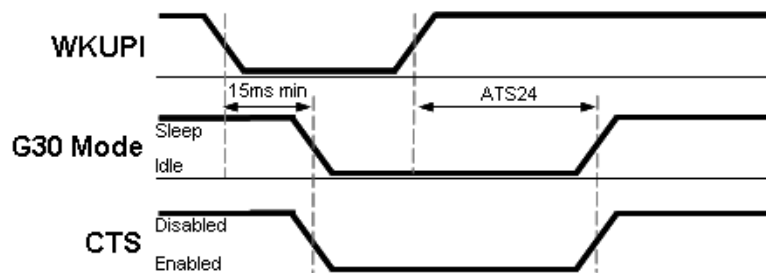 WKUPI
15ms min
ATS24
G30 Mode
Sleep
Idle
CTS
Disabled
Enabled